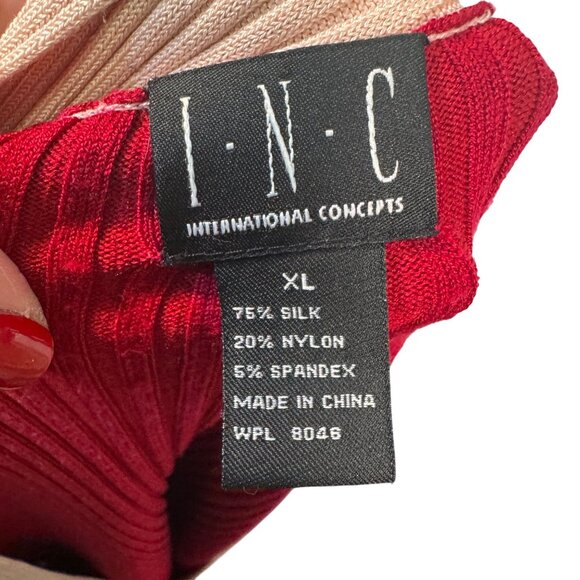 I·N·C
INTERNATIONAL CONCEPTS
XL
75% SILK
20% NYLON
5% SPANDEX
MADE IN CHINA
WPL 8046